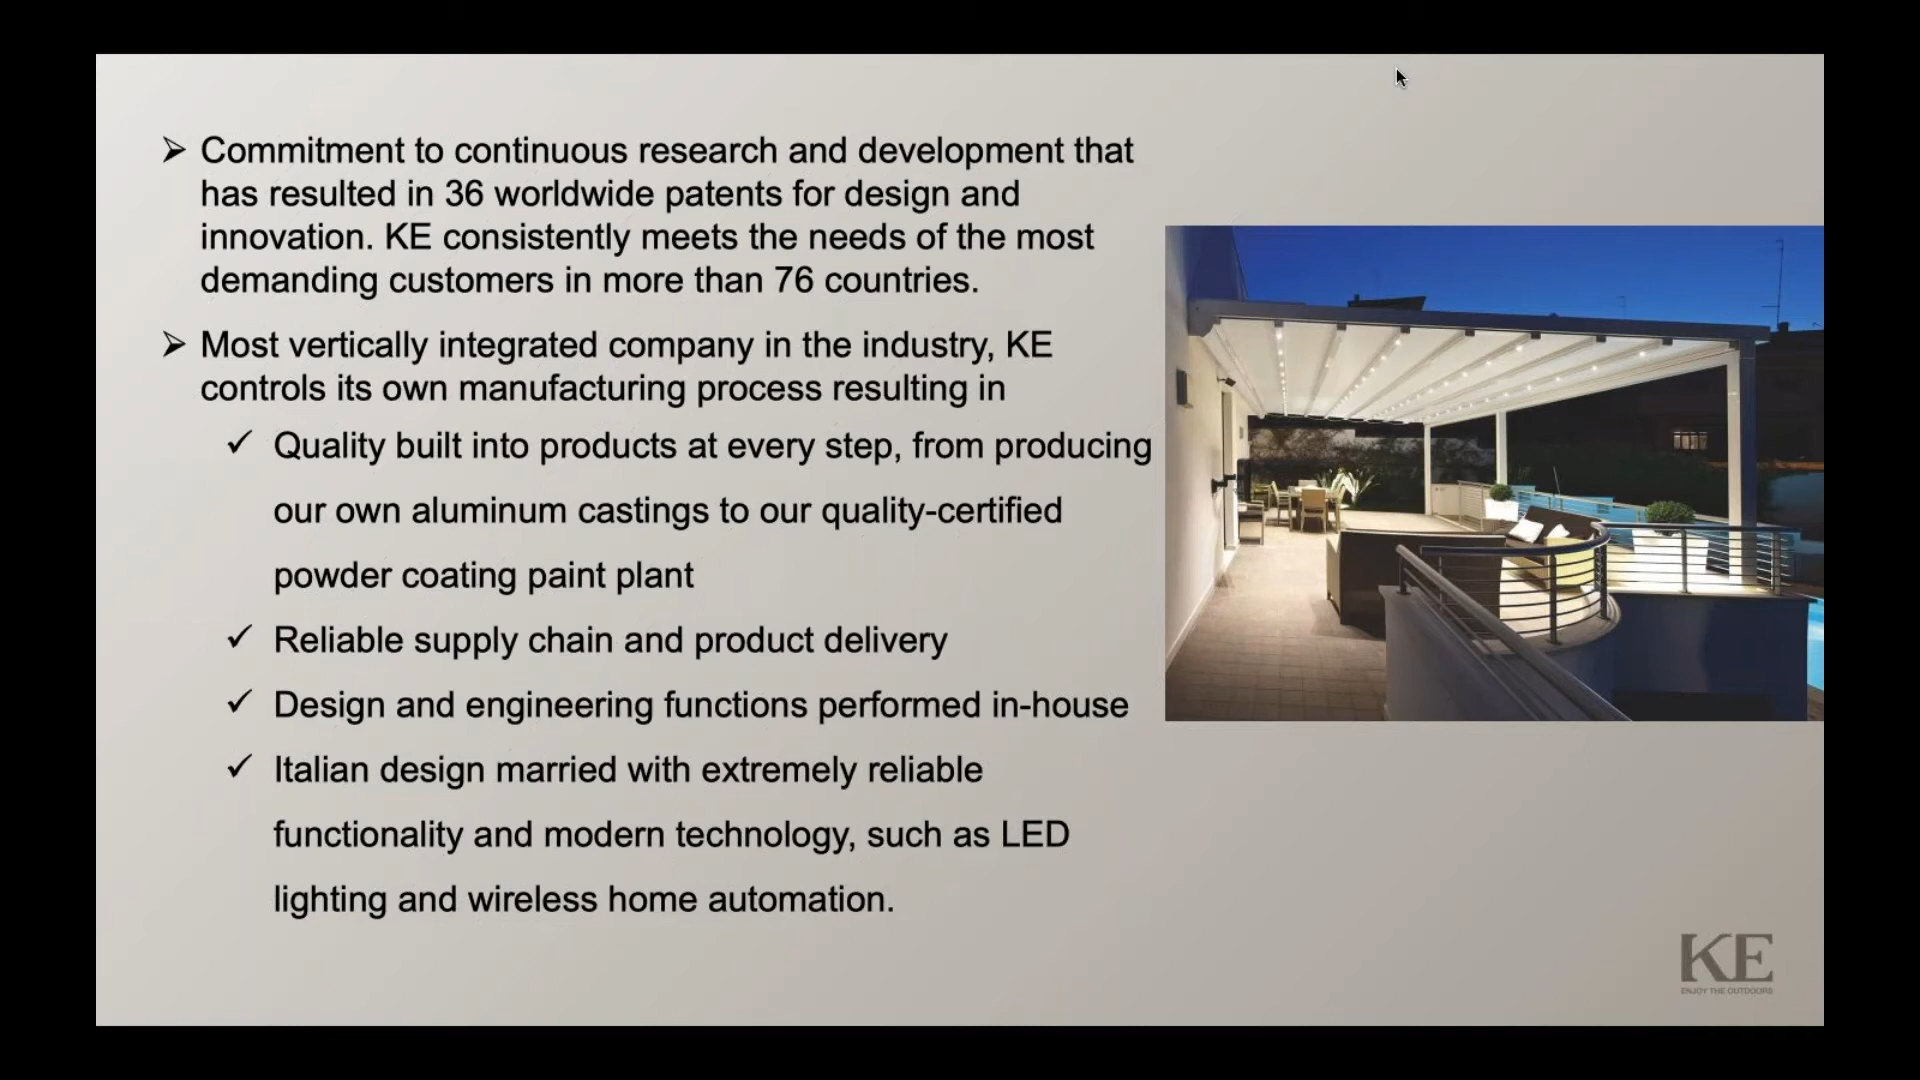 Commitment to continuous research and development that
has resulted in 36 worldwide patents for design and
innovation. KE consistently meets the needs of the most
demanding customers in more than 76 countries.
Most vertically integrated company in the industry, KE
controls its own manufacturing process resulting in
Quality built into products at every step, from producing
our own aluminum castings to our quality-certified
powder coating paint plant
Reliable supply chain and product delivery
Design and engineering functions performed in-house
Italian design married with extremely reliable
functionality and modern technology, such as LED
lighting and wireless home automation.
KE
ENJOY THE OUTDOORS